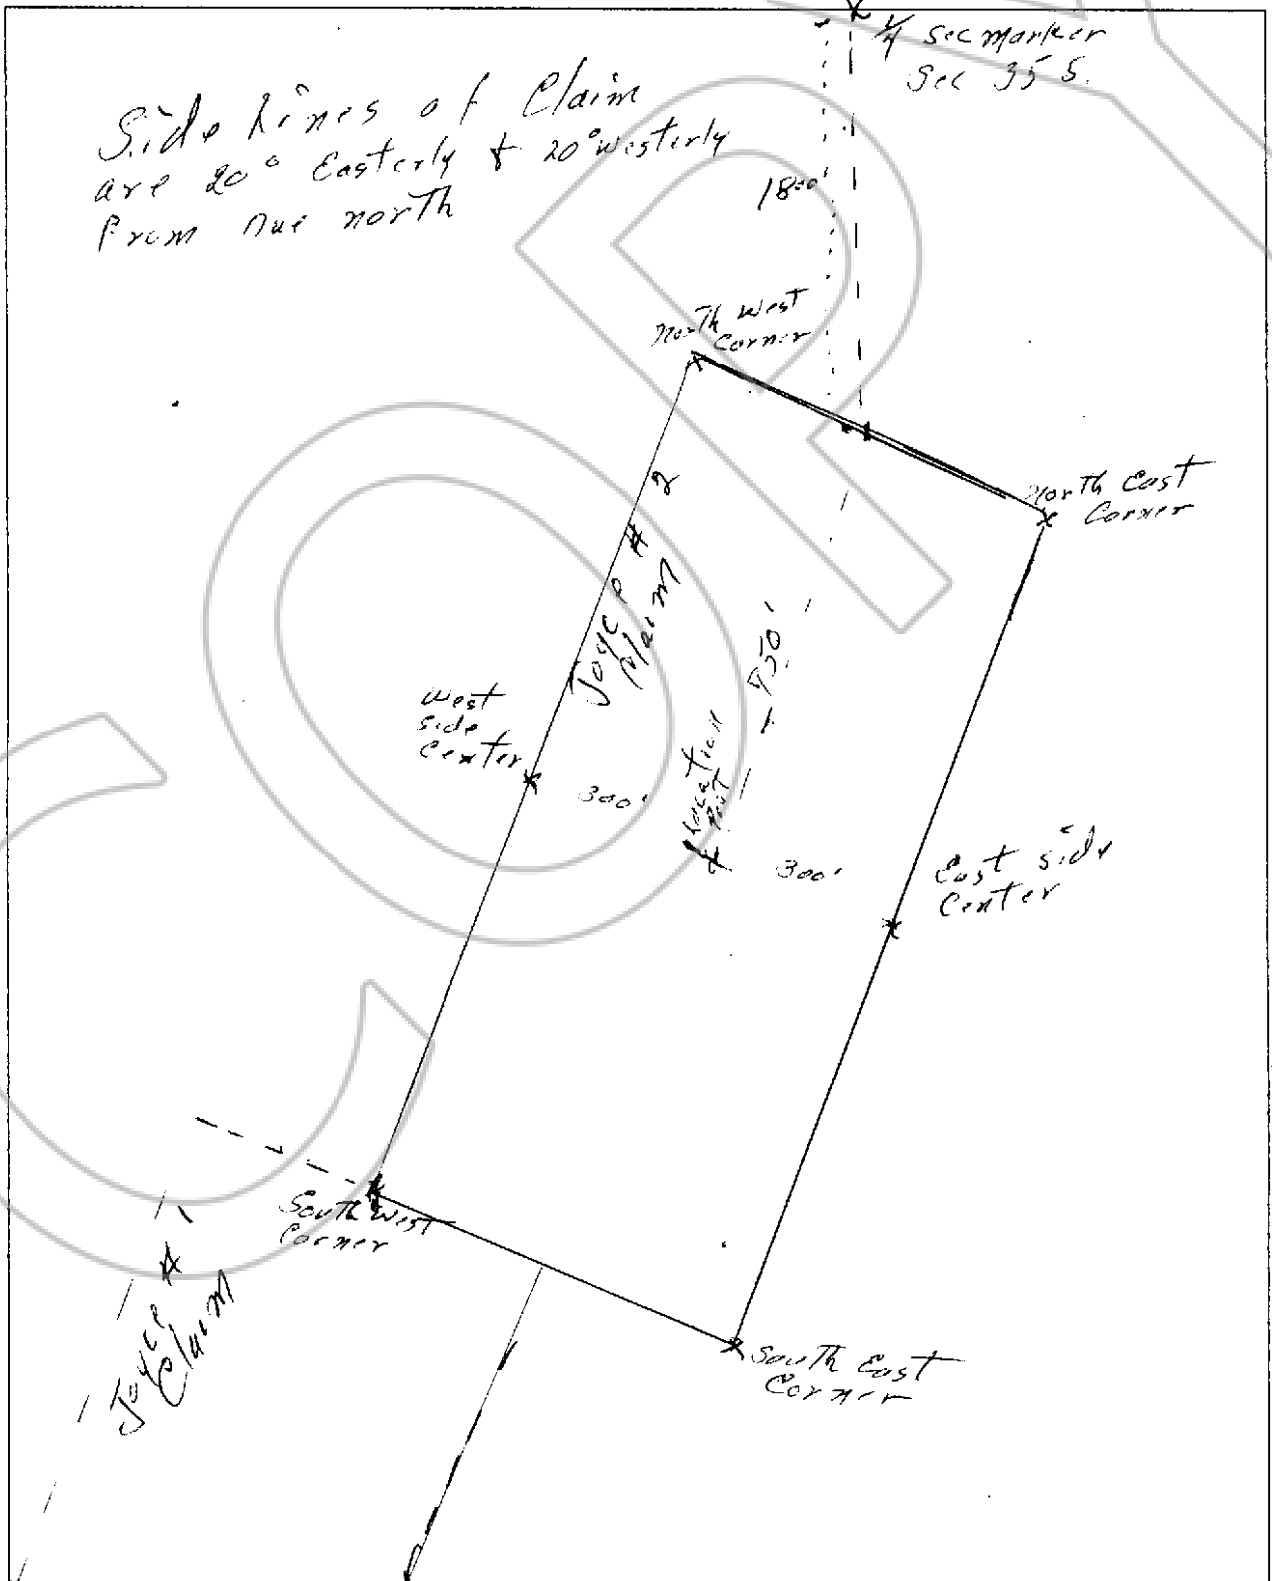 1/4 Sec marker
Sec 35 S.
Side Lines of Claim
are 20° Easterly & 20° Westerly
From Due north
1800'
North West
Corner
North East
Corner
Joyce # 2
Claim
750'
West
side
Center
300'
Location
Post
300'
East side
Center
South West
Corner
Joyce # 1
Claim
South East
Corner
COPY